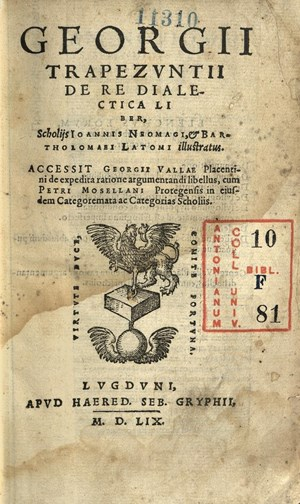 11310
GEORGII
TRAPEZVNTII
DE RE DIALE-
CTICA LI
BER,
Scholijs IOANNIS NEOMAGI, & BAR-
THOLOMAEI LATOMI illustratus.
ACCESSIT GEORGII VALLAE Placenti-
ni de expedita ratione argumentandi libellus, cum
PETRI MOSELLANI Protegensis in eius-
dem Categoremata ac Categorias Scholiis.
VIRTVTE DVCE,
COMITE FORTVNA.
COLL. UNIV.
ANTONIANUM
10
BIBL.
F
81
LVGDVNI,
APVD HAERED. SEB. GRYPHII,
M. D. LIX.